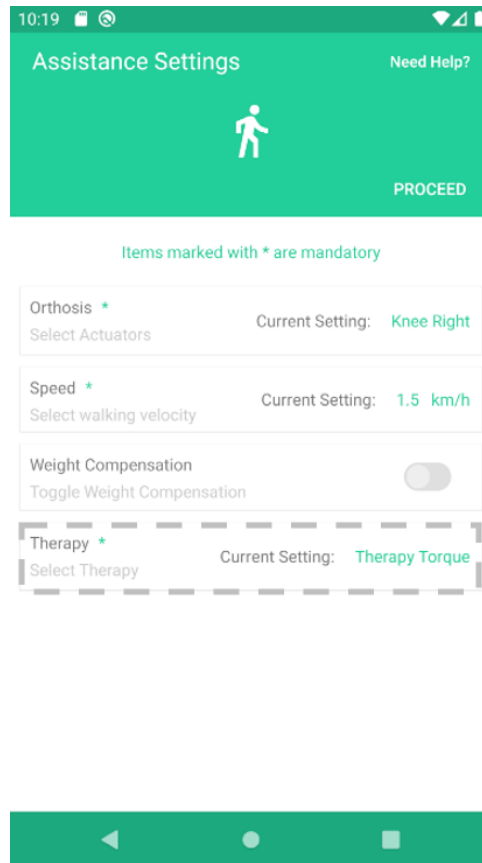 10:19
Assistance Settings
Need Help?
PROCEED
Items marked with * are mandatory
Orthosis *
Select Actuators
Current Setting: Knee Right
Speed *
Select walking velocity
Current Setting: 1.5 km/h
Weight Compensation
Toggle Weight Compensation
Therapy *
Select Therapy
Current Setting: Therapy Torque